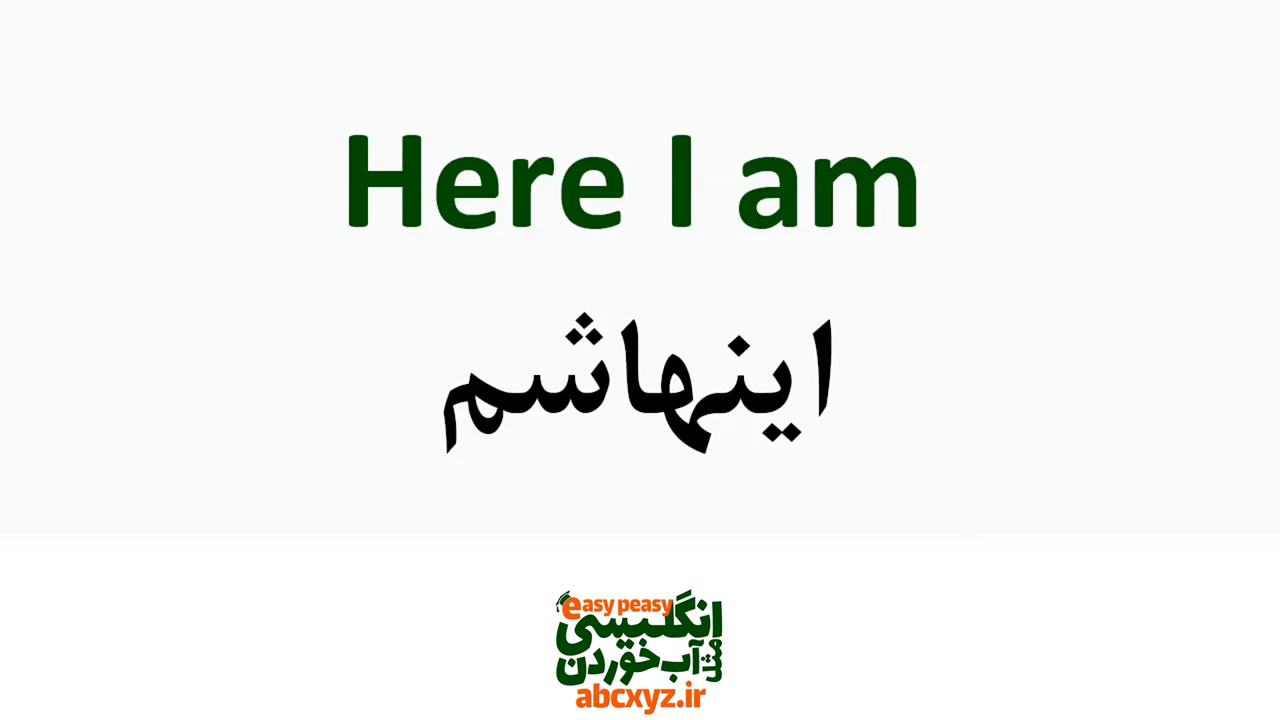 Here I am
اینهاشم
easy peasy
انگلیسی
مثل آب خوردن
abcxyz.ir